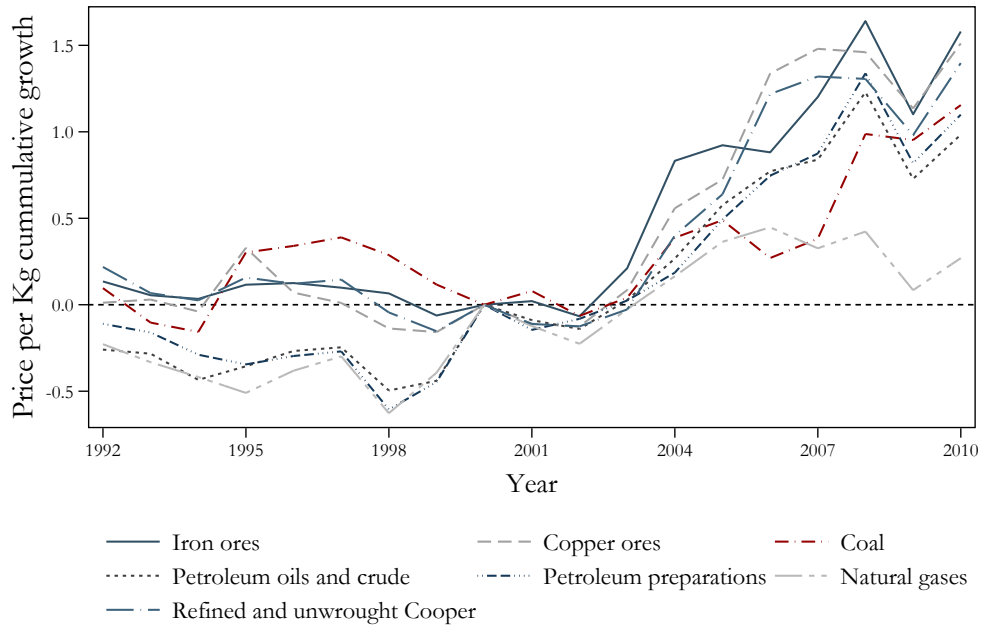 Price per Kg cummulative growth
1.5
1.0
0.5
0.0
-0.5
1992 1995 1998 2001 2004 2007 2010
Year
Iron ores Copper ores Coal
Petroleum oils and crude Petroleum preparations Natural gases
Refined and unwrought Cooper